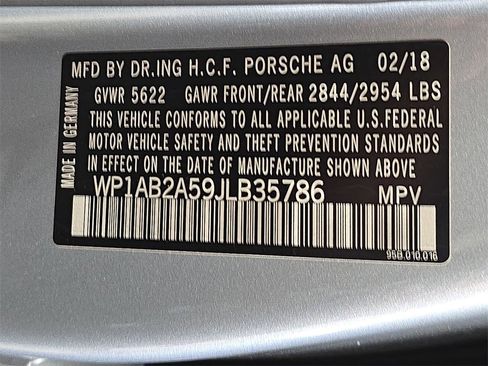 MFD BY DR.ING H.C.F. PORSCHE AG 02/18
GVWR 5622 GAWR FRONT/REAR 2844/2954 LBS
THIS VEHICLE CONFORMS TO ALL APPLICABLE U.S.FEDERAL
MOTOR VEHICLE SAFETY AND THEFT PREVENTION STANDARDS
IN EFFECT ON THE DATE OF MANUFACTURE SHOWN ABOVE
WP1AB2A59JLB35786 MPV
95B.010.016
MADE IN GERMANY